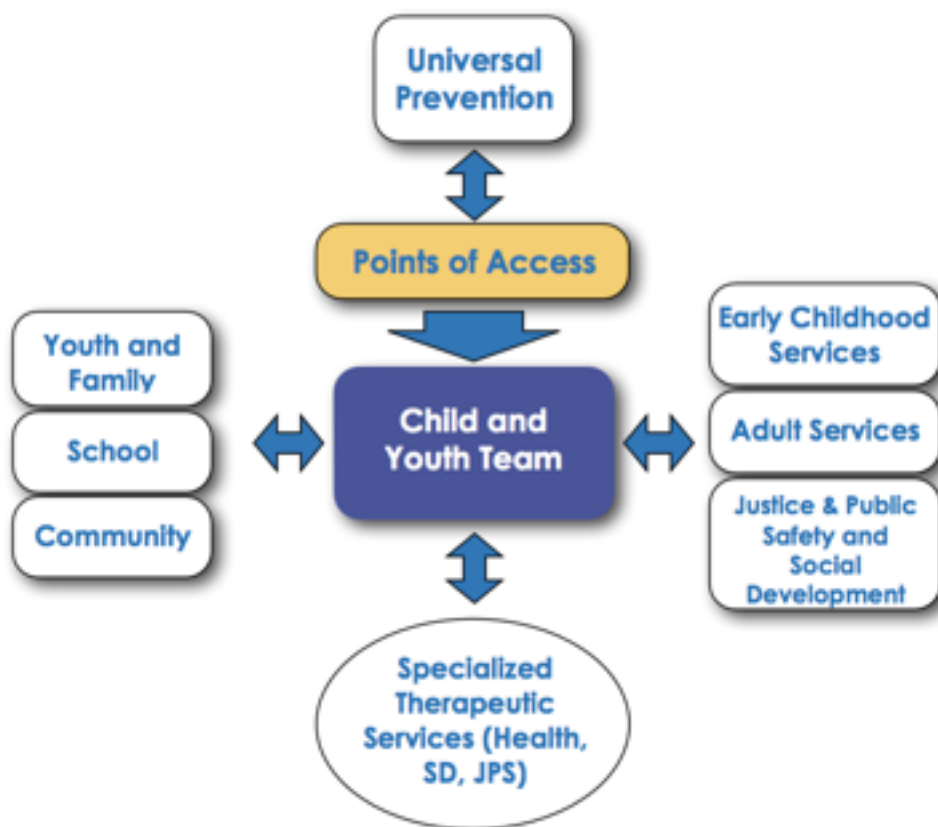 Universal
Prevention
Points of Access
Youth and
Family
School
Community
Child and
Youth Team
Early Childhood
Services
Adult Services
Justice & Public
Safety and
Social
Development
Specialized
Therapeutic
Services (Health,
SD, JPS)